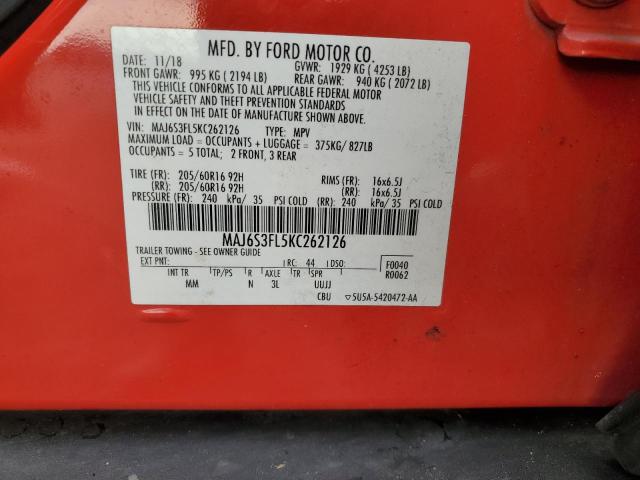 MFD. BY FORD MOTOR CO.
DATE: 11/18 GVWR: 1929 KG ( 4253 LB)
FRONT GAWR: 995 KG ( 2194 LB) REAR GAWR: 940 KG ( 2072 LB)
THIS VEHICLE CONFORMS TO ALL APPLICABLE FEDERAL MOTOR
VEHICLE SAFETY AND THEFT PREVENTION STANDARDS
IN EFFECT ON THE DATE OF MANUFACTURE SHOWN ABOVE.
VIN: MAJ6S3FL5KC262126 TYPE: MPV
MAXIMUM LOAD = OCCUPANTS + LUGGAGE = 375KG/ 827LB
OCCUPANTS = 5 TOTAL; 2 FRONT, 3 REAR
TIRE (FR): 205/60R16 92H RIMS (FR): 16x6.5J
(RR): 205/60R16 92H (RR): 16x6.5J
PRESSURE (FR): 240 kPa/ 35 PSI COLD (RR): 240 kPa/ 35 PSI COLD
MAJ6S3FL5KC262126
TRAILER TOWING - SEE OWNER GUIDE
EXT PNT: RC: 44 DSO: F0040
R0062
INT TR TP/PS R AXLE TR SPR
MM N 3L UUJJ
CBU ▽5U5A-5420472-AA